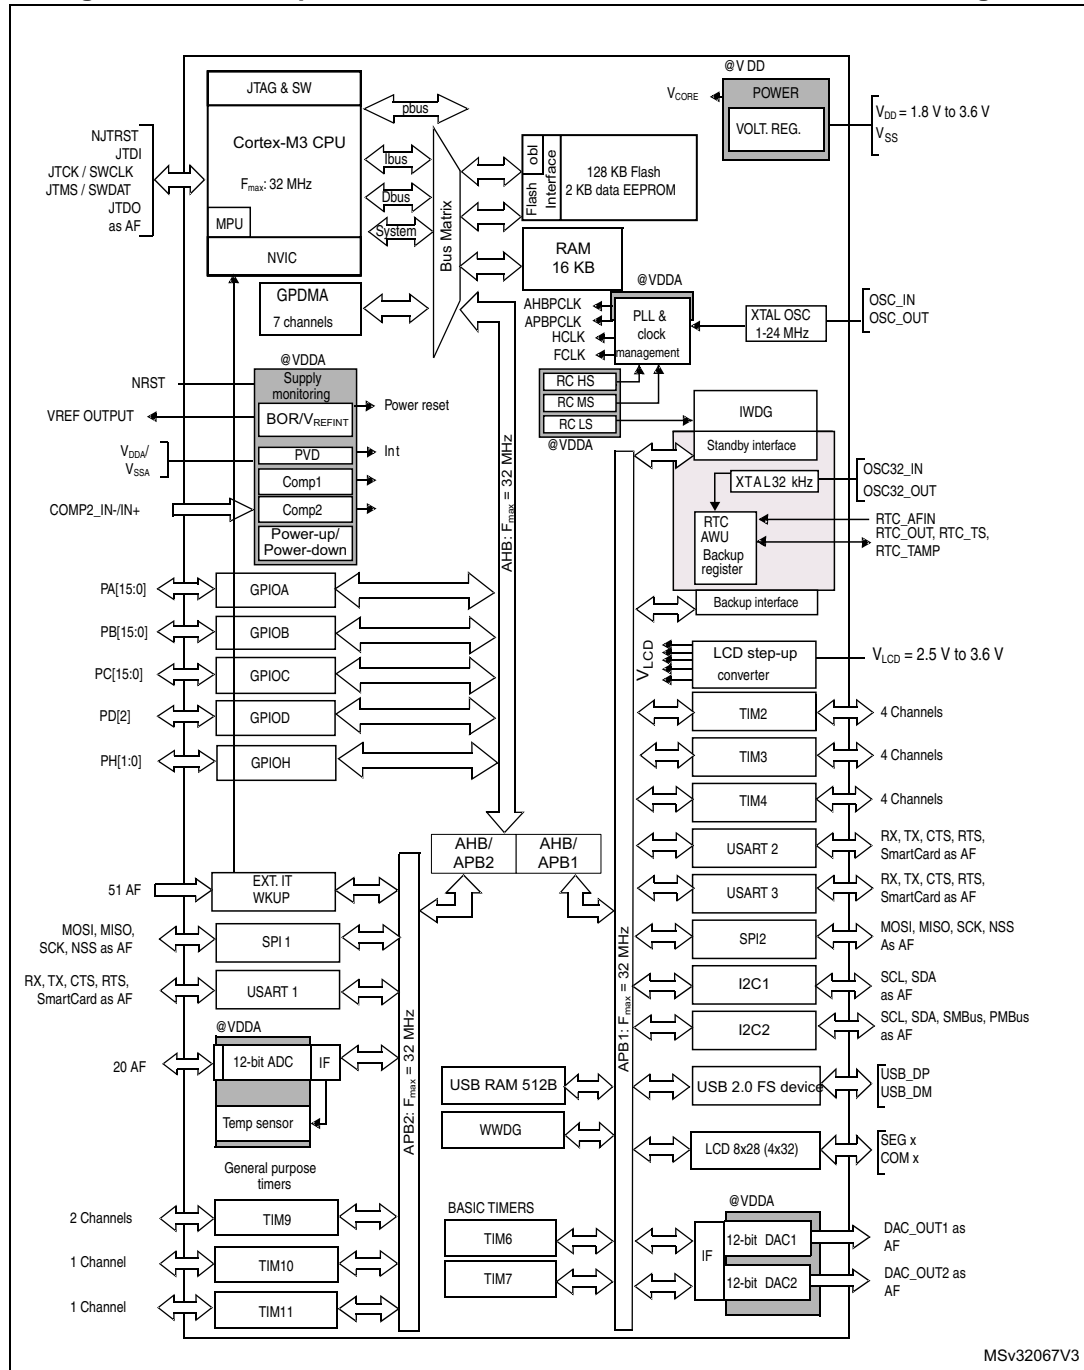 @V DD
JTAG & SW
POWER
VCORE
VOLT. REG.
VDD = 1.8 V to 3.6 V
VSS
pbus
NJTRST
JTDI
JTCK / SWCLK
JTMS / SWDAT
JTDO
as AF
Cortex-M3 CPU
Fmax: 32 MHz
MPU
NVIC
Ibus
Dbus
System
Bus Matrix
Flash obl
Interface
128 KB Flash
2 KB data EEPROM
RAM
16 KB
GPDMA
7 channels
@VDDA
AHBPCLK
APBPCLK
HCLK
FCLK
PLL &
clock
management
XTAL OSC
1-24 MHz
OSC_IN
OSC_OUT
RC HS
RC MS
RC LS
@VDDA
@VDDA
Supply
monitoring
NRST
BOR/VREFINT
Power reset
VREF OUTPUT
VDDA/
VSSA
PVD
Int
Comp1
COMP2_IN-/IN+
Comp2
Power-up/
Power-down
AHB: Fmax = 32 MHz
IWDG
Standby interface
XTAL32 kHz
OSC32_IN
OSC32_OUT
RTC
AWU
Backup
register
RTC_AFIN
RTC_OUT, RTC_TS,
RTC_TAMP
Backup interface
PA[15:0]
GPIOA
PB[15:0]
GPIOB
PC[15:0]
GPIOC
PD[2]
GPIOD
PH[1:0]
GPIOH
VLCD
LCD step-up
converter
VLCD = 2.5 V to 3.6 V
TIM2
4 Channels
TIM3
4 Channels
TIM4
4 Channels
AHB/
APB2
AHB/
APB1
USART 2
RX, TX, CTS, RTS,
SmartCard as AF
USART 3
RX, TX, CTS, RTS,
SmartCard as AF
51 AF
EXT. IT
WKUP
MOSI, MISO,
SCK, NSS as AF
SPI 1
RX, TX, CTS, RTS,
SmartCard as AF
USART 1
SPI2
MOSI, MISO, SCK, NSS
As AF
I2C1
SCL, SDA
as AF
I2C2
SCL, SDA, SMBus, PMBus
as AF
APB2: Fmax = 32 MHz
APB1: Fmax = 32 MHz
@VDDA
20 AF
12-bit ADC
IF
Temp sensor
USB RAM 512B
WWDG
USB 2.0 FS device
USB_DP
USB_DM
LCD 8x28 (4x32)
SEG x
COM x
General purpose
timers
2 Channels
TIM9
1 Channel
TIM10
1 Channel
TIM11
BASIC TIMERS
TIM6
TIM7
@VDDA
IF
12-bit DAC1
12-bit DAC2
DAC_OUT1 as
AF
DAC_OUT2 as
AF
MSv32067V3